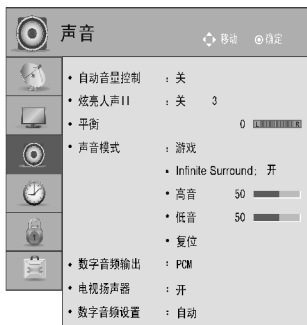 声音
移动 确定
自动音量控制 : 关
炫亮人声II : 关 3
平衡 0 L R
声音模式 : 游戏
Infinite Surround: 开
高音 50
低音 50
复位
数字音频输出 : PCM
电视扬声器 : 开
数字音频设置 : 自动